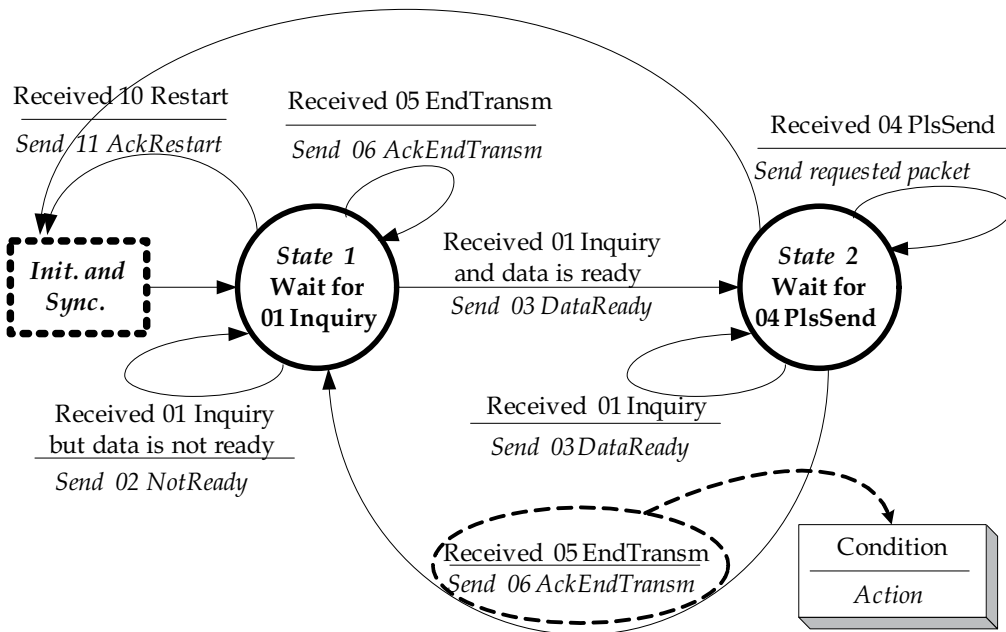 Received 10 Restart
Send 11 AckRestart
Received 05 EndTransm
Send 06 AckEndTransm
Received 04 PlsSend
Send requested packet
Init. and
Sync.
State 1
Wait for
01 Inquiry
Received 01 Inquiry
and data is ready
Send 03 DataReady
State 2
Wait for
04 PlsSend
Received 01 Inquiry
but data is not ready
Send 02 NotReady
Received 01 Inquiry
Send 03 DataReady
Received 05 EndTransm
Send 06 AckEndTransm
Condition
Action